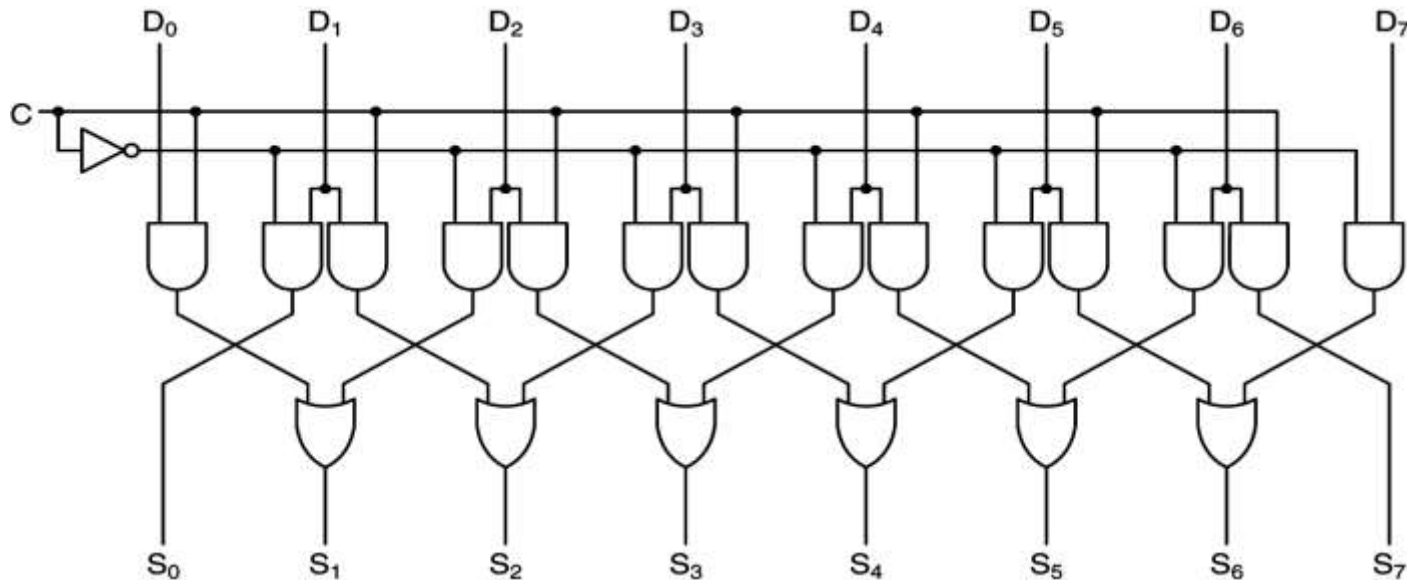 D₀ D₁ D₂ D₃ D₄ D₅ D₆ D₇
C
S₀ S₁ S₂ S₃ S₄ S₅ S₆ S₇